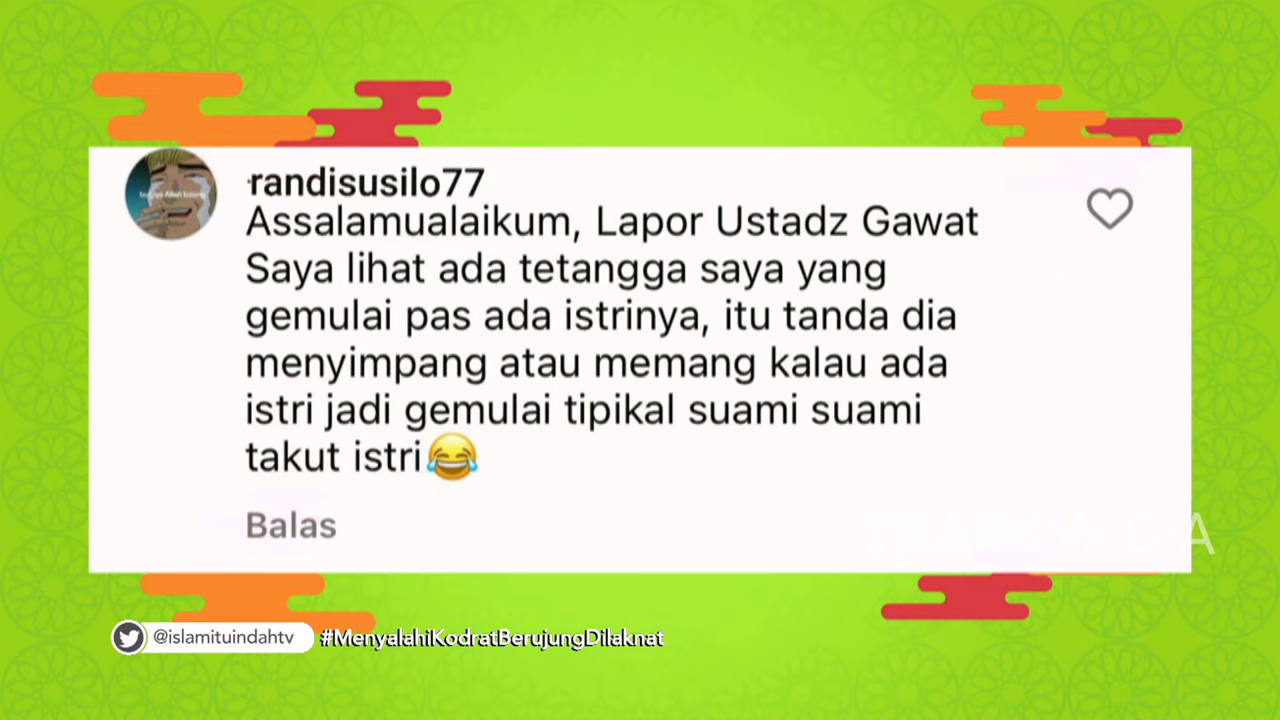 randisusilo77
Assalamualaikum, Lapor Ustadz Gawat
Saya lihat ada tetangga saya yang
gemulai pas ada istrinya, itu tanda dia
menyimpang atau memang kalau ada
istri jadi gemulai tipikal suami suami
takut istri😂
Balas
@islamituindahtv #MenyalahiKodratBerujungDilaknat